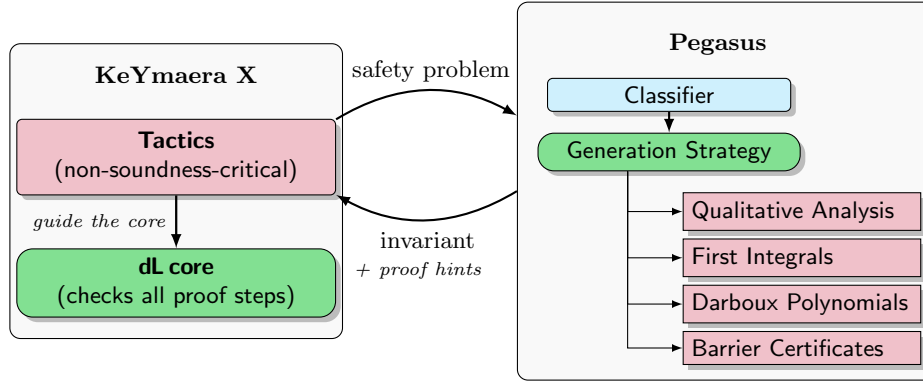 KeYmaera X
Tactics
(non-soundness-critical)
guide the core
dL core
(checks all proof steps)
safety problem
invariant
+ proof hints
Pegasus
Classifier
Generation Strategy
Qualitative Analysis
First Integrals
Darboux Polynomials
Barrier Certificates